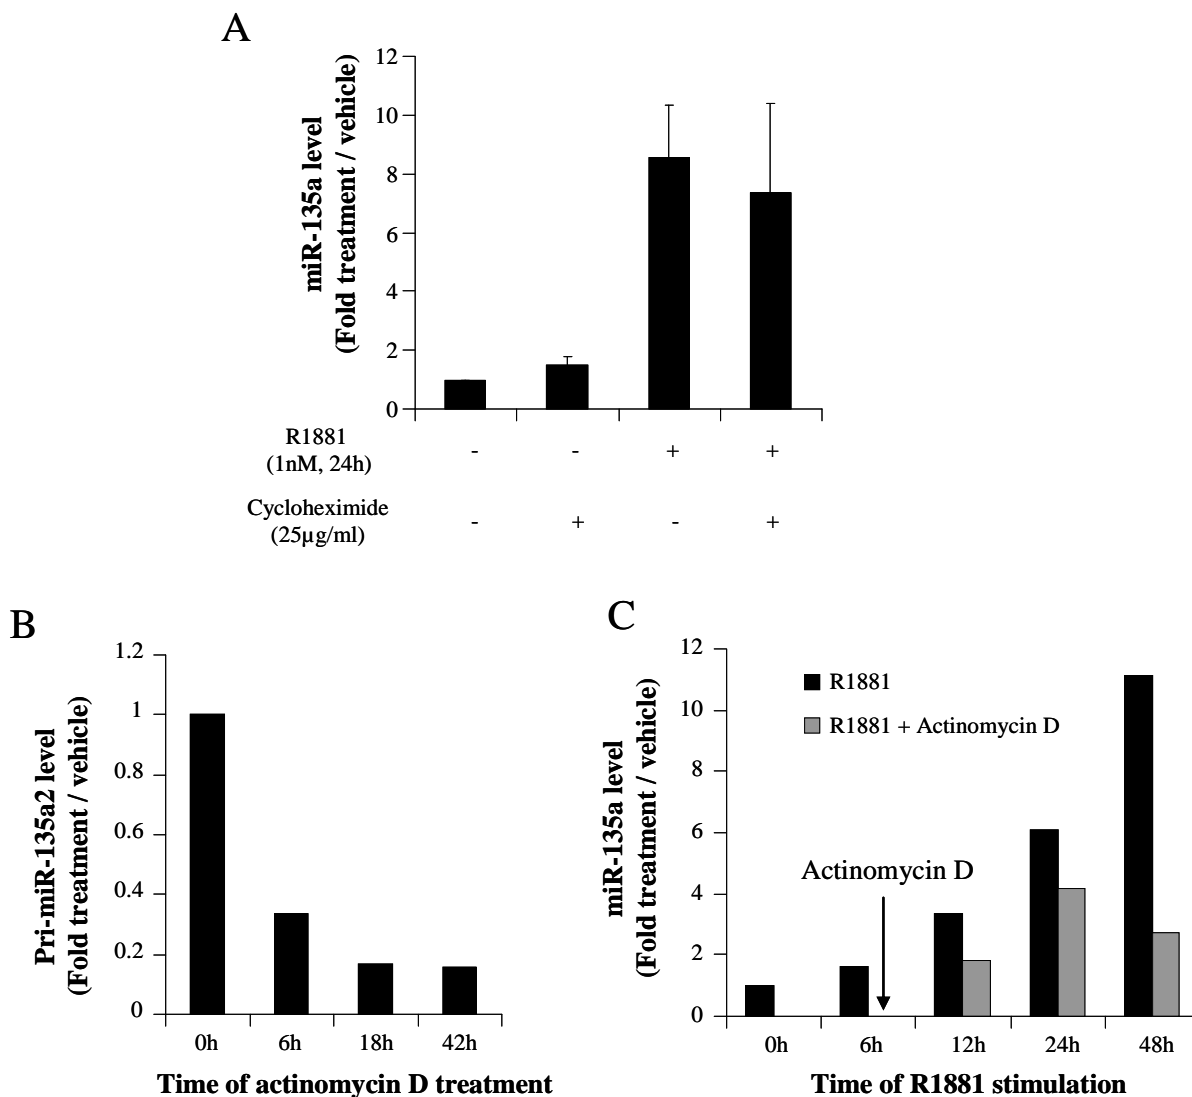 A
miR-135a level
(Fold treatment / vehicle)
12
10
8
6
4
2
0
R1881
(1nM, 24h)
- - + +
Cycloheximide
(25µg/ml)
- + - +
B
Pri-miR-135a2 level
(Fold treatment / vehicle)
1.2
1
0.8
0.6
0.4
0.2
0
0h 6h 18h 42h
Time of actinomycin D treatment
C
miR-135a level
(Fold treatment / vehicle)
12
10
8
6
4
2
0
R1881
R1881 + Actinomycin D
Actinomycin D
0h 6h 12h 24h 48h
Time of R1881 stimulation